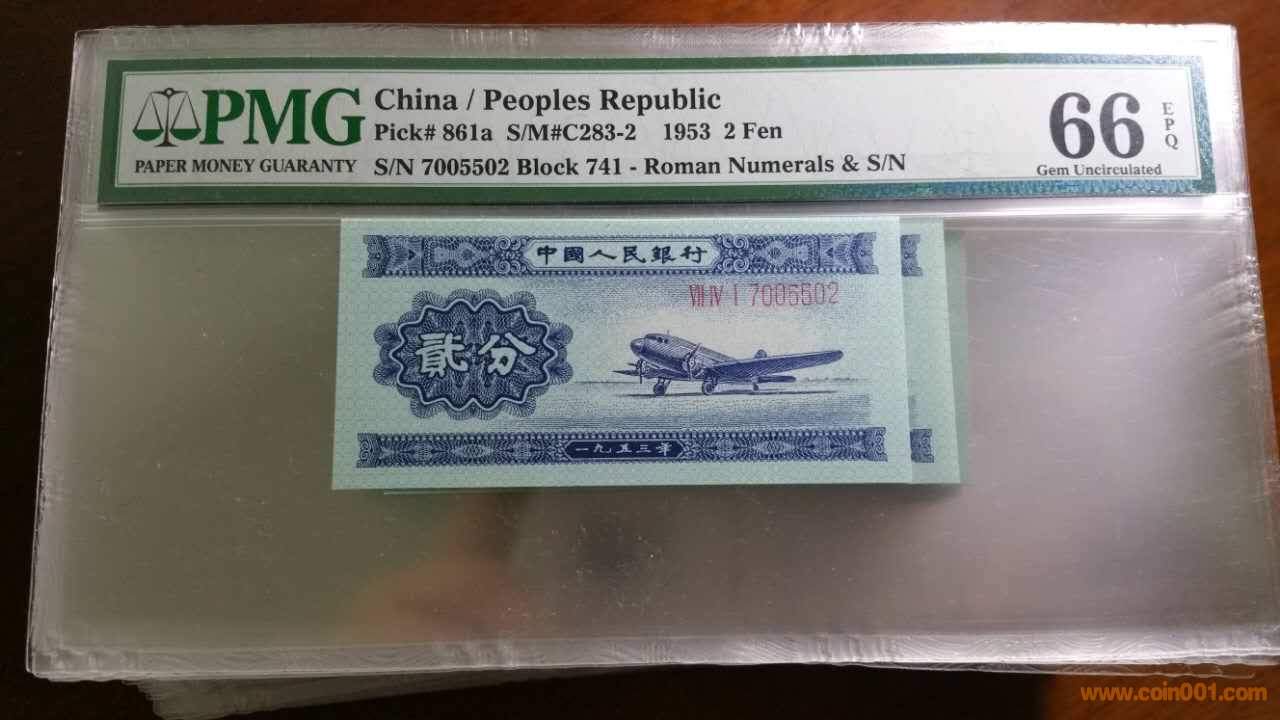 PMG
PAPER MONEY GUARANTY
China / Peoples Republic
Pick# 861a S/M#C283-2 1953 2 Fen
S/N 7005502 Block 741 - Roman Numerals & S/N
66
EPQ
Gem Uncirculated
中國人民銀行
VII IV I 7005502
貳分
一九五三年
www.coin001.com